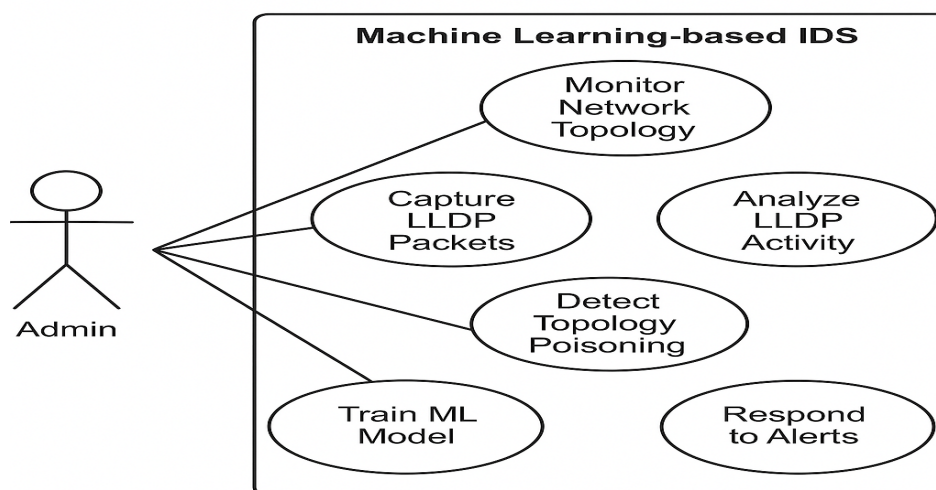 Machine Learning-based IDS
Monitor
Network
Topology
Capture
LLDP
Packets
Analyze
LLDP
Activity
Detect
Topology
Poisoning
Admin
Train ML
Model
Respond
to Alerts